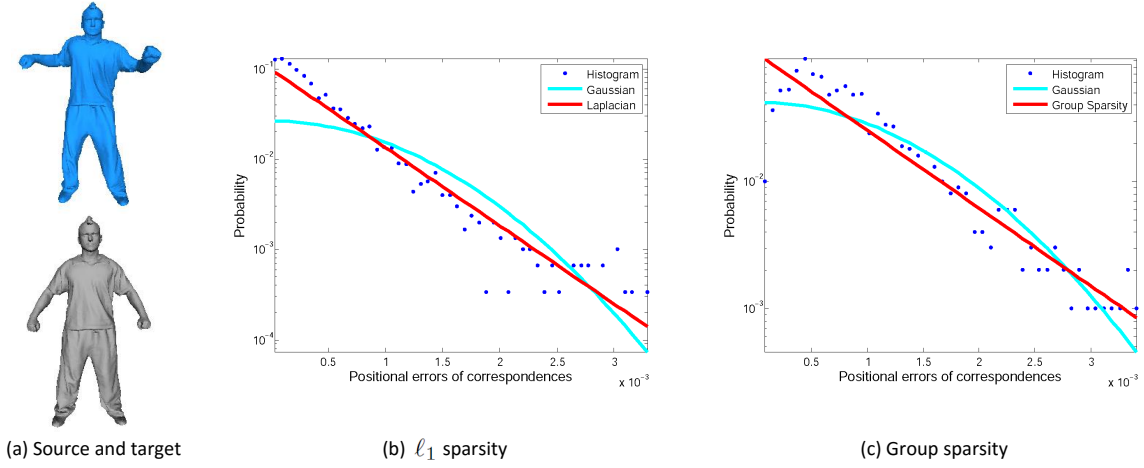 10^-1
10^-2
10^-3
10^-4
Probability
Histogram
Gaussian
Laplacian
0.5 1 1.5 2 2.5 3
x 10^-3
Positional errors of correspondences
10^-2
10^-3
Probability
Histogram
Gaussian
Group Sparsity
0.5 1 1.5 2 2.5 3
x 10^-3
Positional errors of correspondences
(a) Source and target
(b) ℓ1 sparsity
(c) Group sparsity